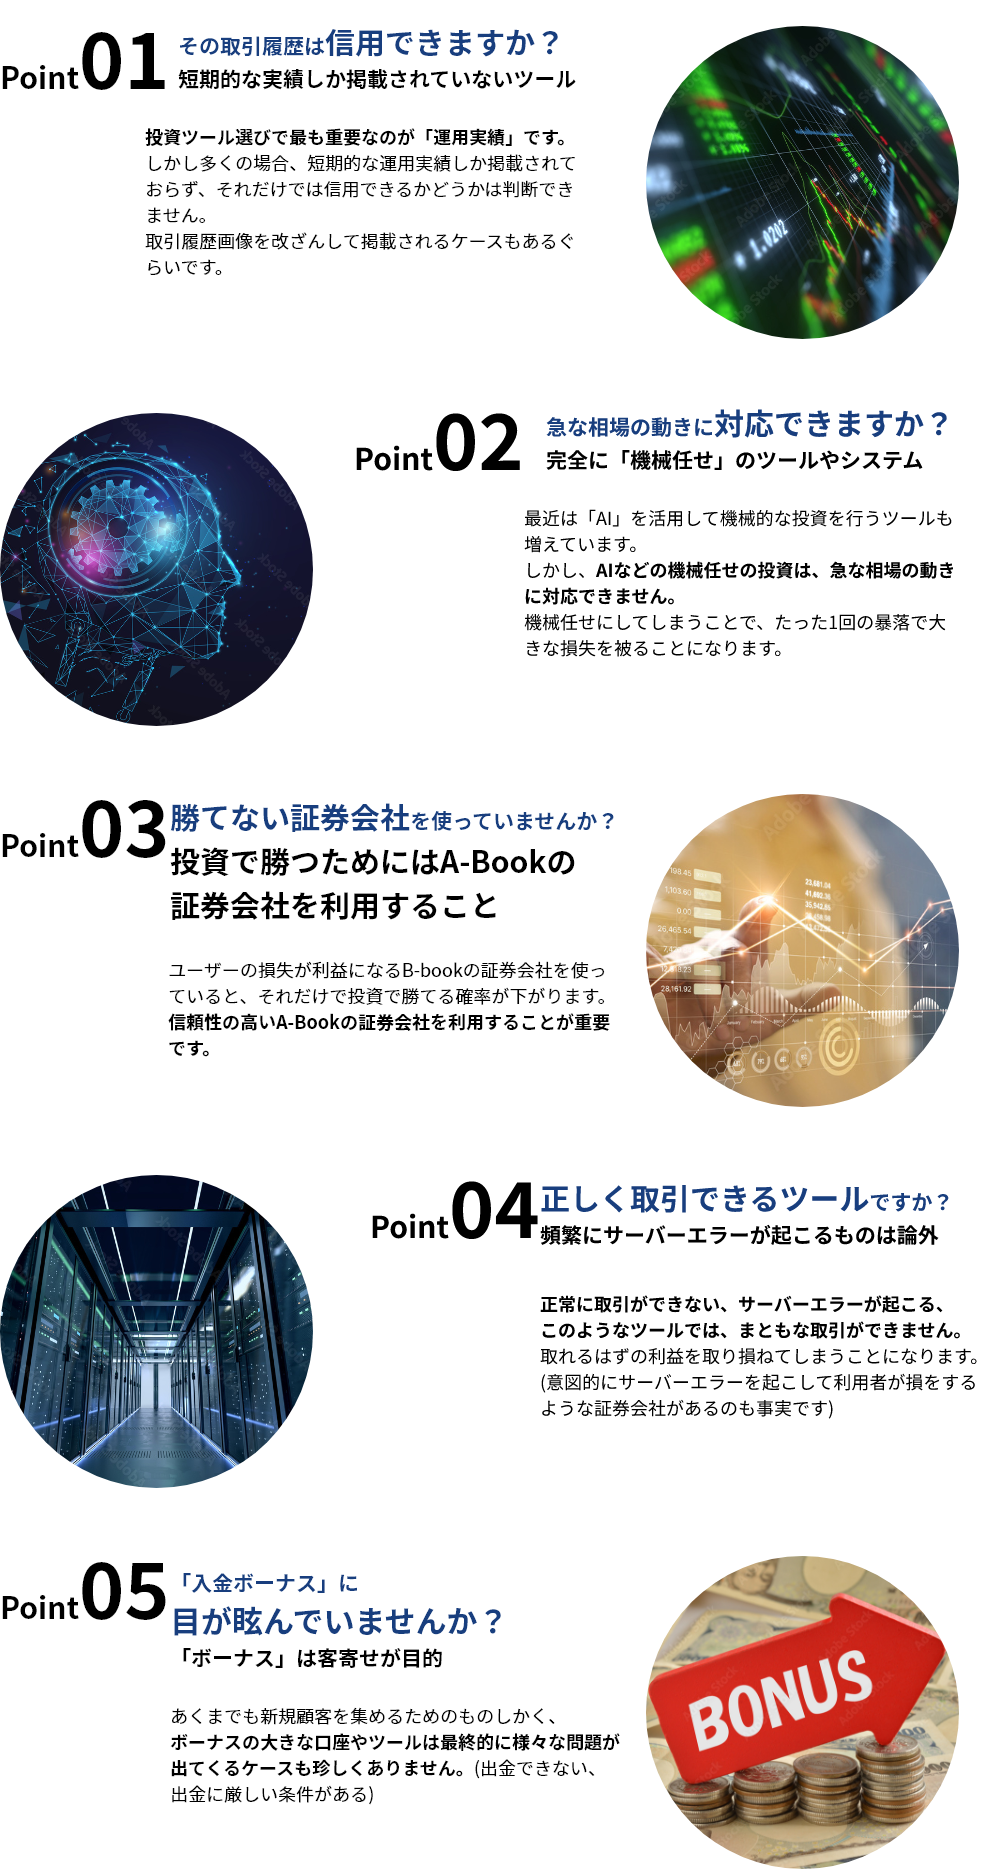 Point01
その取引履歴は信用できますか？
短期的な実績しか掲載されていないツール
投資ツール選びで最も重要なのが「運用実績」です。
しかし多くの場合、短期的な運用実績しか掲載されて
おらず、それだけでは信用できるかどうかは判断でき
ません。
取引履歴画像を改ざんして掲載されるケースもあるぐ
らいです。
1.0202
Point02
急な相場の動きに対応できますか？
完全に「機械任せ」のツールやシステム
最近は「AI」を活用して機械的な投資を行うツールも
増えています。
しかし、AIなどの機械任せの投資は、急な相場の動き
に対応できません。
機械任せにしてしまうことで、たった1回の暴落で大
きな損失を被ることになります。
Point03
勝てない証券会社を使っていませんか？
投資で勝つためにはA-Bookの
証券会社を利用すること
ユーザーの損失が利益になるB-bookの証券会社を使っ
ていると、それだけで投資で勝てる確率が下がります。
信頼性の高いA-Bookの証券会社を利用することが重要
です。
198.45
1,103.60
0.00
26,465.54
28,161.92
23,681.04
Point04
正しく取引できるツールですか？
頻繁にサーバーエラーが起こるものは論外
正常に取引ができない、サーバーエラーが起こる、
このようなツールでは、まともな取引ができません。
取れるはずの利益を取り損ねてしまうことになります。
(意図的にサーバーエラーを起こして利用者が損をする
ような証券会社があるのも事実です)
Point05
「入金ボーナス」に
目が眩んでいませんか？
「ボーナス」は客寄せが目的
あくまでも新規顧客を集めるためのものしかく、
ボーナスの大きな口座やツールは最終的に様々な問題が
出てくるケースも珍しくありません。(出金できない、
出金に厳しい条件がある)
BONUS